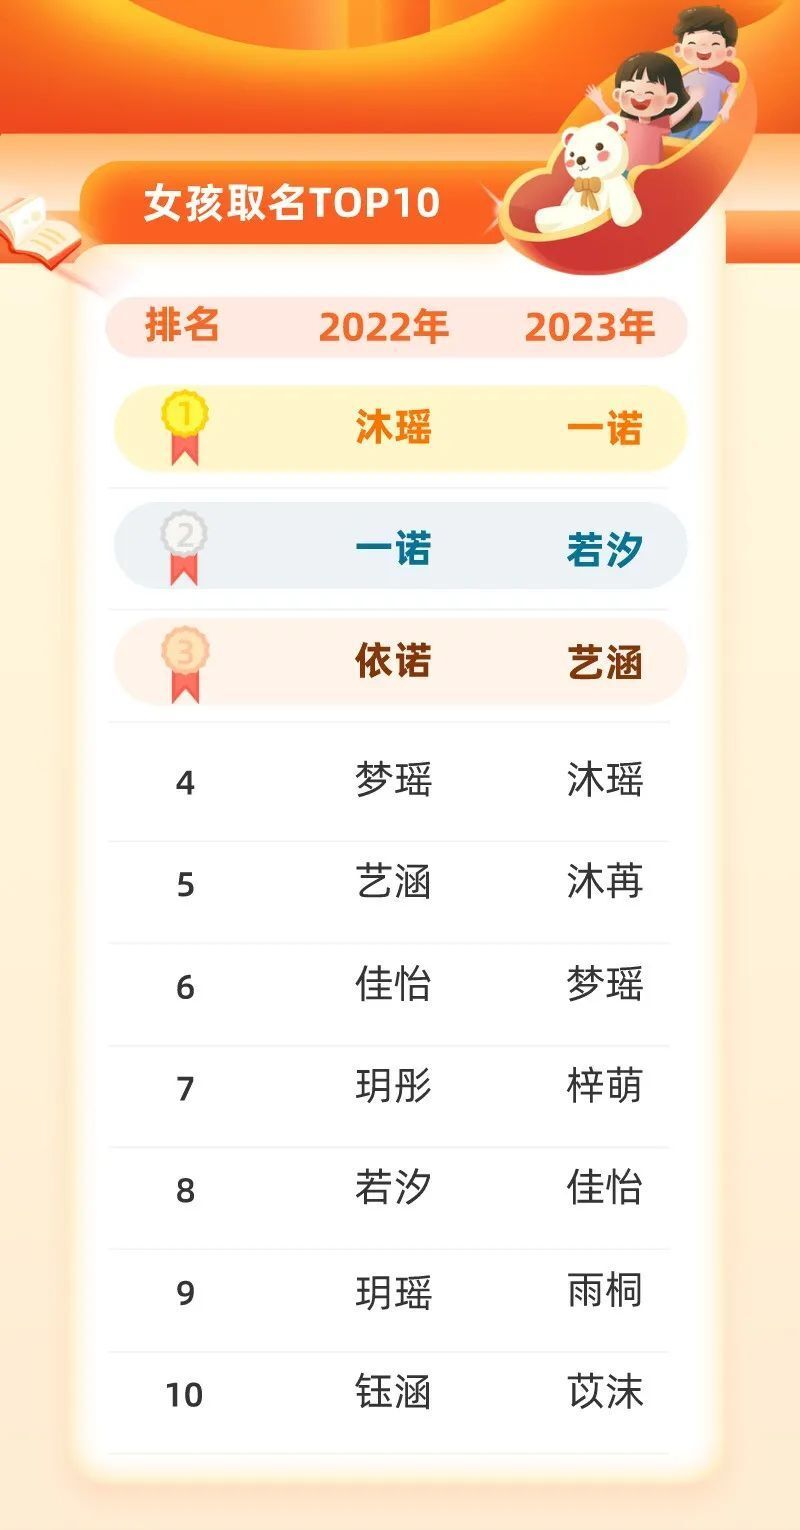 女孩取名TOP10
排名 2022年 2023年
1 沐瑶 一诺
2 一诺 若汐
3 依诺 艺涵
4 梦瑶 沐瑶
5 艺涵 沐苒
6 佳怡 梦瑶
7 玥彤 梓萌
8 若汐 佳怡
9 玥瑶 雨桐
10 钰涵 苡沫